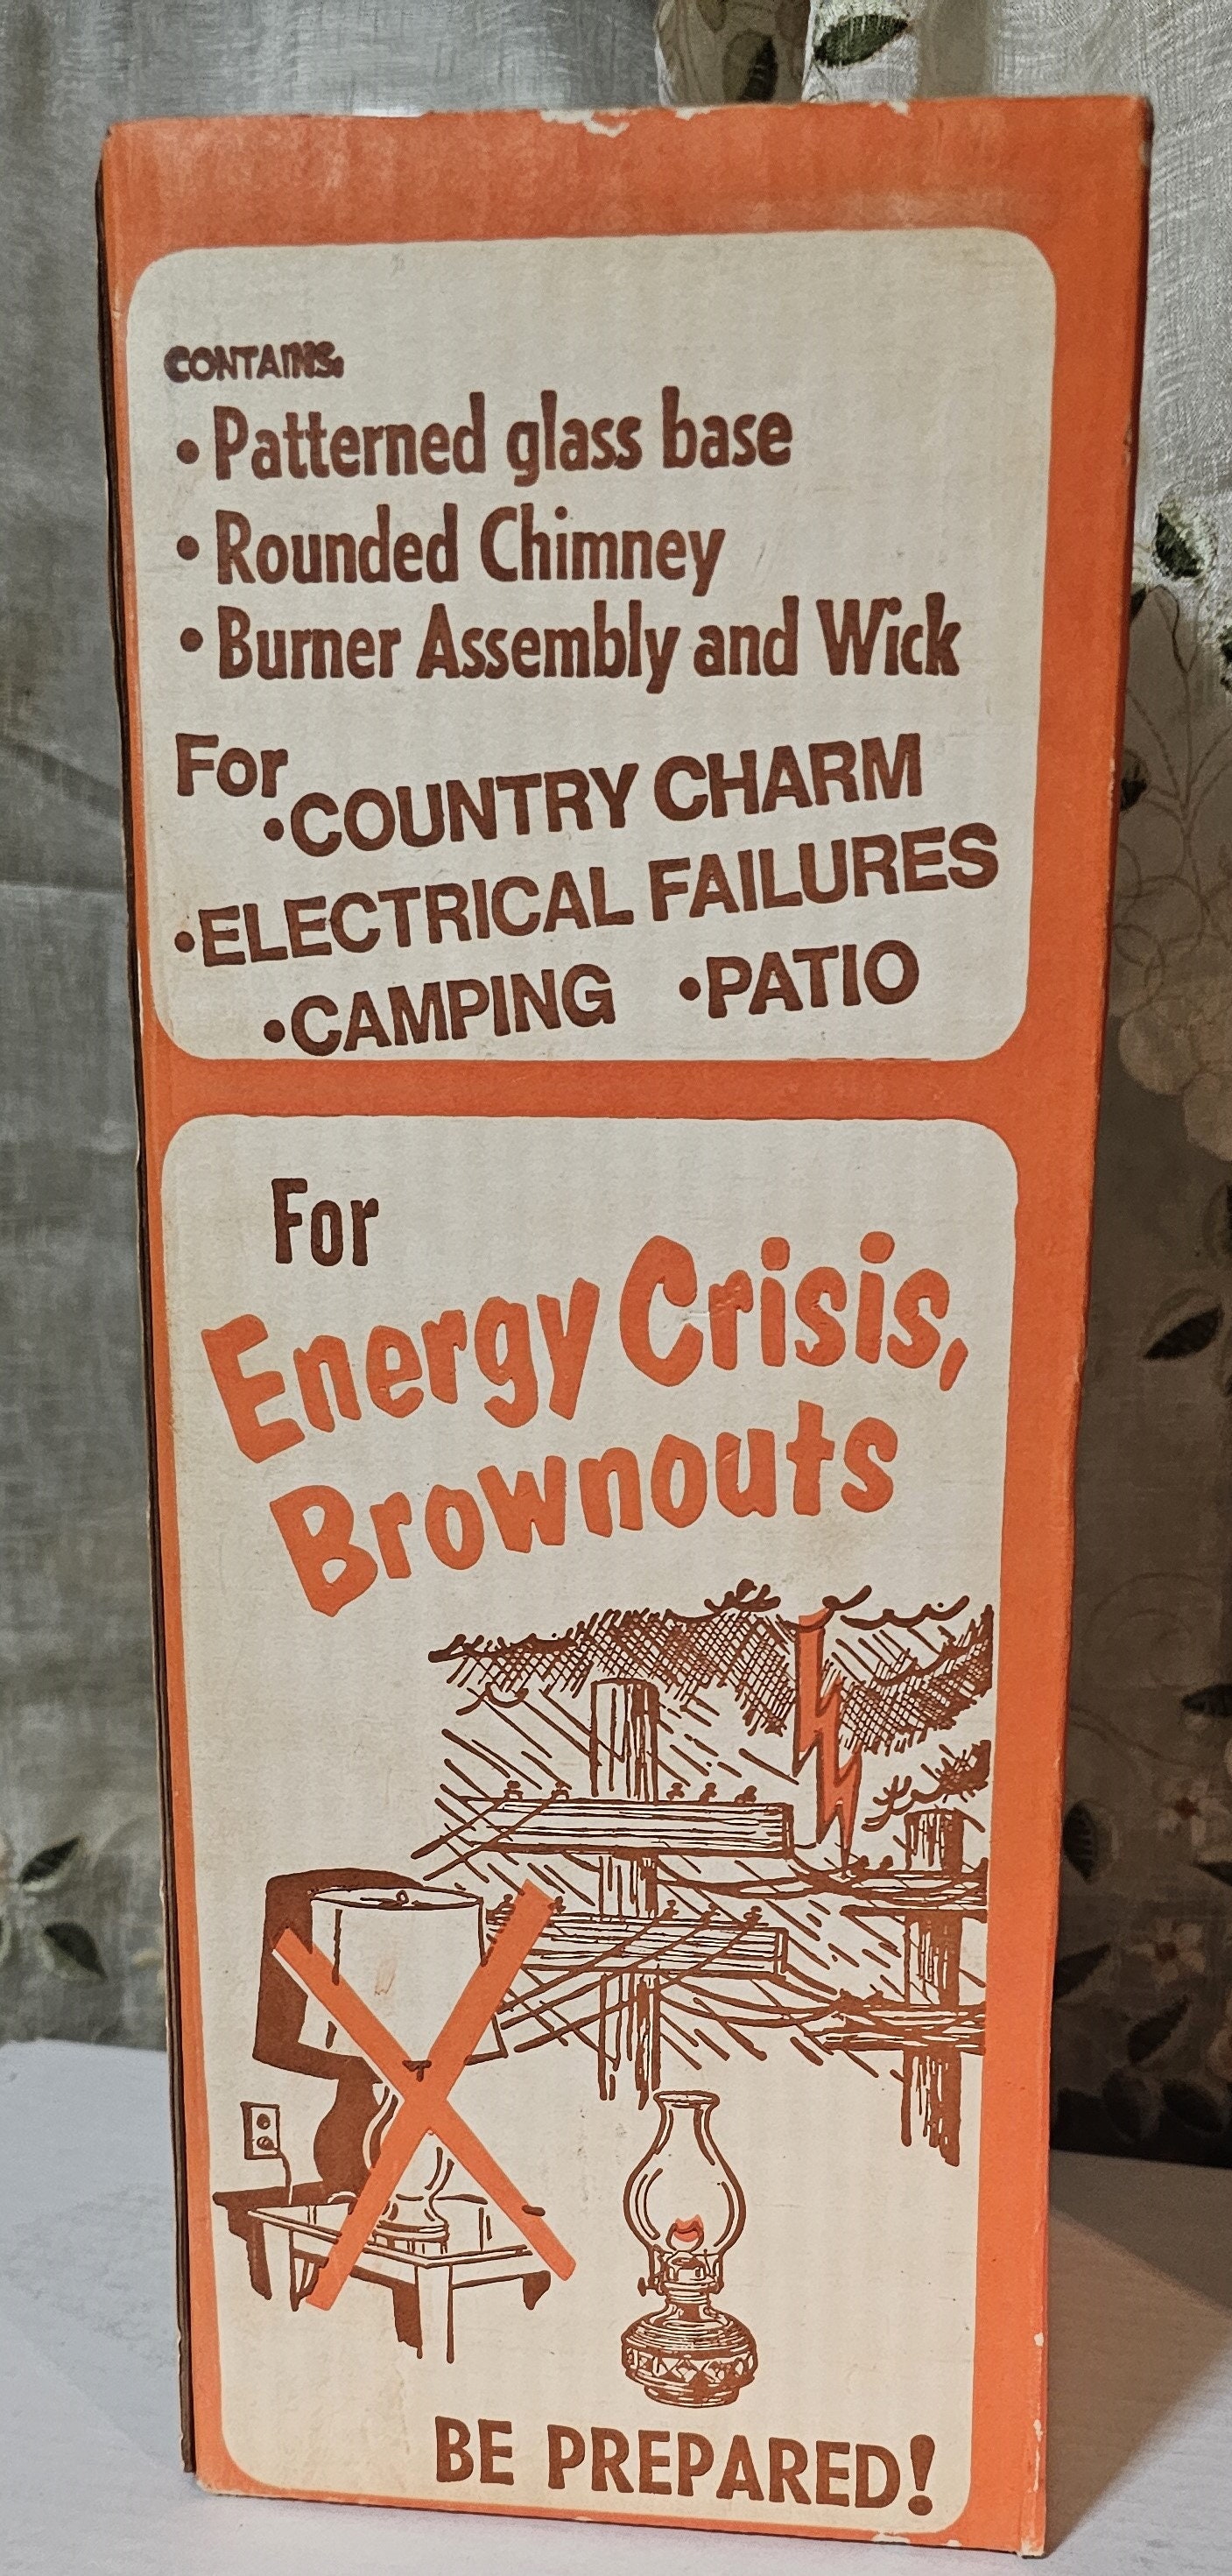 CONTAINS:
• Patterned glass base
• Rounded Chimney
• Burner Assembly and Wick
For
• COUNTRY CHARM
• ELECTRICAL FAILURES
• CAMPING • PATIO
For
Energy Crisis,
Brownouts
BE PREPARED!